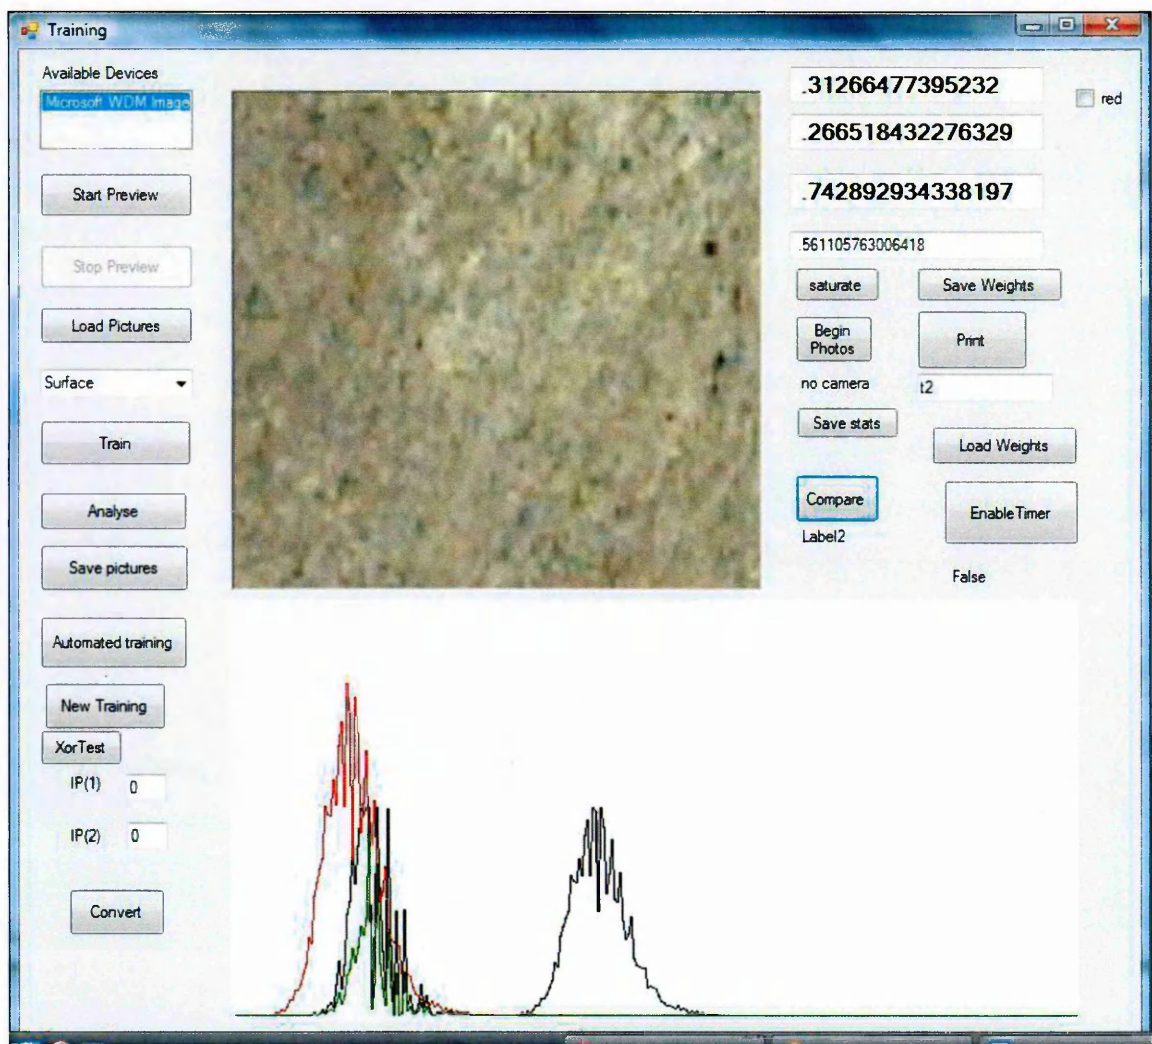 Training
Available Devices
Microsoft WDM Image
Start Preview
Stop Preview
Load Pictures
Surface
Train
Analyse
Save pictures
Automated training
New Training
XorTest
IP(1) 0
IP(2) 0
Convert
.31266477395232
red
.266518432276329
.742892934338197
.561105763006418
saturate
Save Weights
Begin
Photos
Print
no camera
t2
Save stats
Load Weights
Compare
EnableTimer
Label2
False